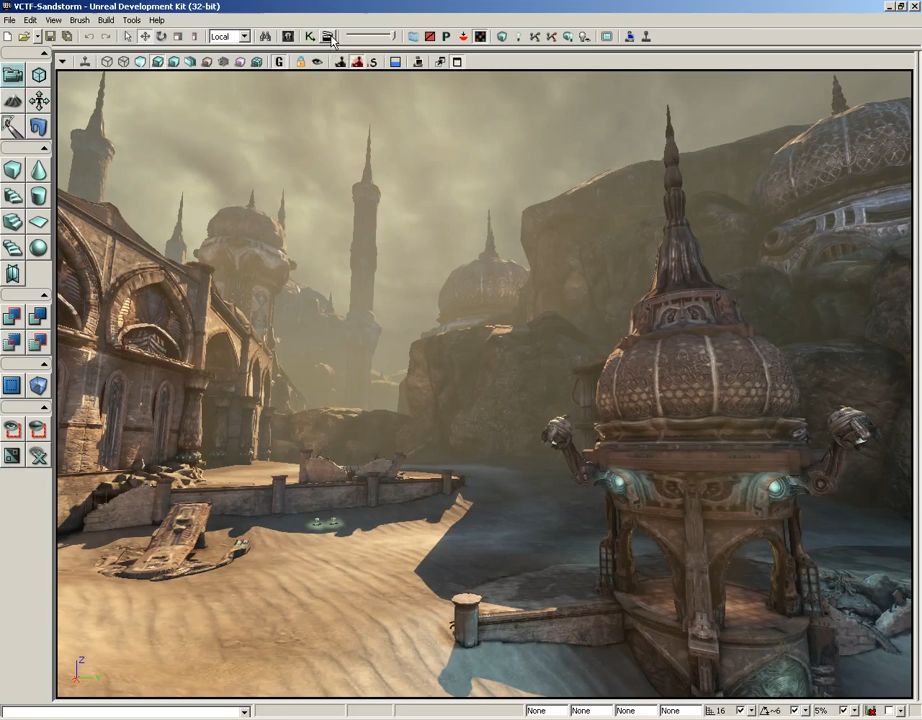 VCTF-Sandstorm - Unreal Development Kit (32-bit)
File Edit View Brush Build Tools Help
Local
K
P
G
S
Z
None None None None 16 ~6 5%